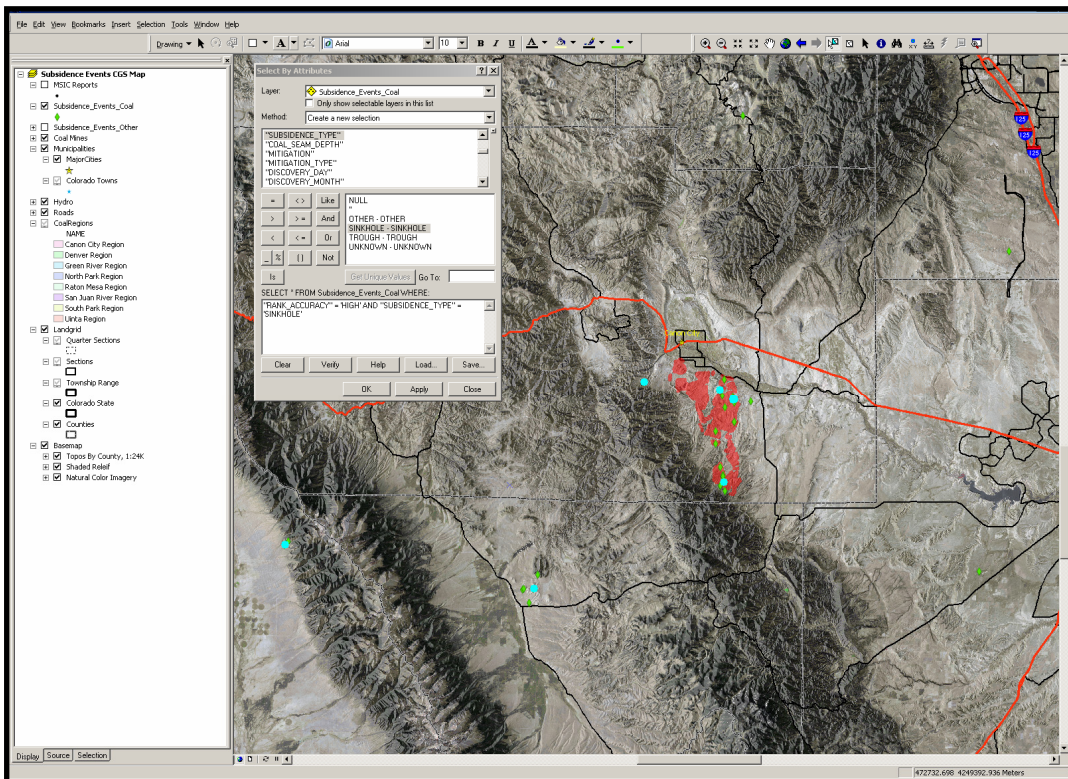 File Edit View Bookmarks Insert Selection Tools Window Help
Drawing A Arial 10 B I U A
Subsidence Events CGS Map
MSIC Reports
Subsidence_Events_Coal
Subsidence_Events_Other
Coal Mines
Municipalities
MajorCities
Colorado Towns
Hydro
Roads
CoalRegions
NAME
Canon City Region
Denver Region
Green River Region
North Park Region
Raton Mesa Region
San Juan River Region
South Park Region
Uinta Region
Landgrid
Quarter Sections
Sections
Township Range
Colorado State
Counties
Basemap
Topos By County, 1:24K
Shaded Releif
Natural Color Imagery
Display Source Selection
Select By Attributes
Layer: Subsidence_Events_Coal
Only show selectable layers in this list
Method: Create a new selection
"SUBSIDENCE_TYPE"
"COAL_SEAM_DEPTH"
"MITIGATION"
"MITIGATION_TYPE"
"DISCOVERY_DAY"
"DISCOVERY_MONTH"
= <> Like
> >= And
< <= Or
_ % () Not
Is
NULL
''
OTHER - OTHER
SINKHOLE - SINKHOLE
TROUGH - TROUGH
UNKNOWN - UNKNOWN
Get Unique Values Go To:
SELECT * FROM Subsidence_Events_Coal WHERE:
"RANK_ACCURACY" = 'HIGH' AND "SUBSIDENCE_TYPE" =
'SINKHOLE'
Clear Verify Help Load... Save...
OK Apply Close
I25
I25
I25
472732.698 4249392.936 Meters